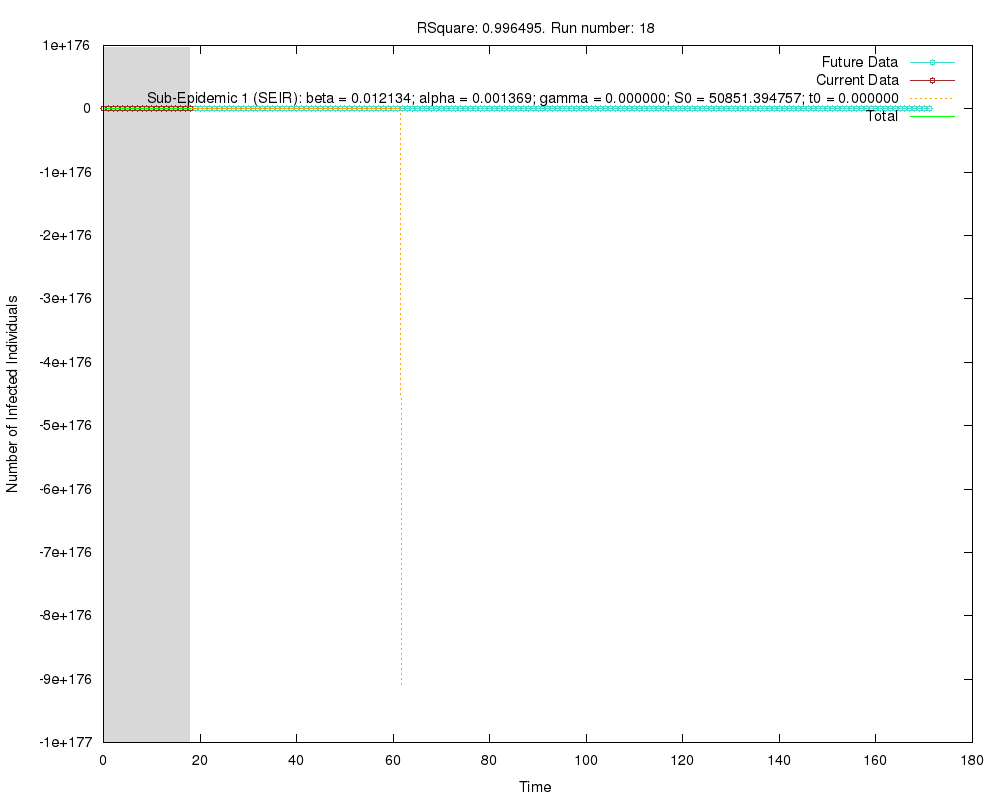 RSquare: 0.996495. Run number: 18
1e+176
0
-1e+176
-2e+176
-3e+176
-4e+176
-5e+176
-6e+176
-7e+176
-8e+176
-9e+176
-1e+177
Number of Infected Individuals
Future Data
Current Data
Sub-Epidemic 1 (SEIR): beta = 0.012134; alpha = 0.001369; gamma = 0.000000; S0 = 50851.394757; t0 = 0.000000
Total
0 20 40 60 80 100 120 140 160 180
Time